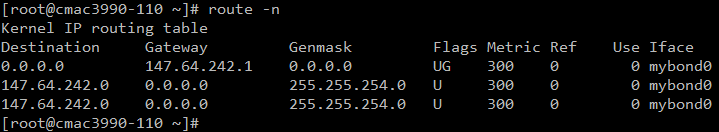 [root@cmac3990-110 ~]# route -n
Kernel IP routing table
Destination     Gateway         Genmask         Flags Metric Ref    Use Iface
0.0.0.0         147.64.242.1    0.0.0.0         UG    300    0        0 mybond0
147.64.242.0    0.0.0.0         255.255.254.0   U     300    0        0 mybond0
147.64.242.0    0.0.0.0         255.255.254.0   U     300    0        0 mybond0
[root@cmac3990-110 ~]#